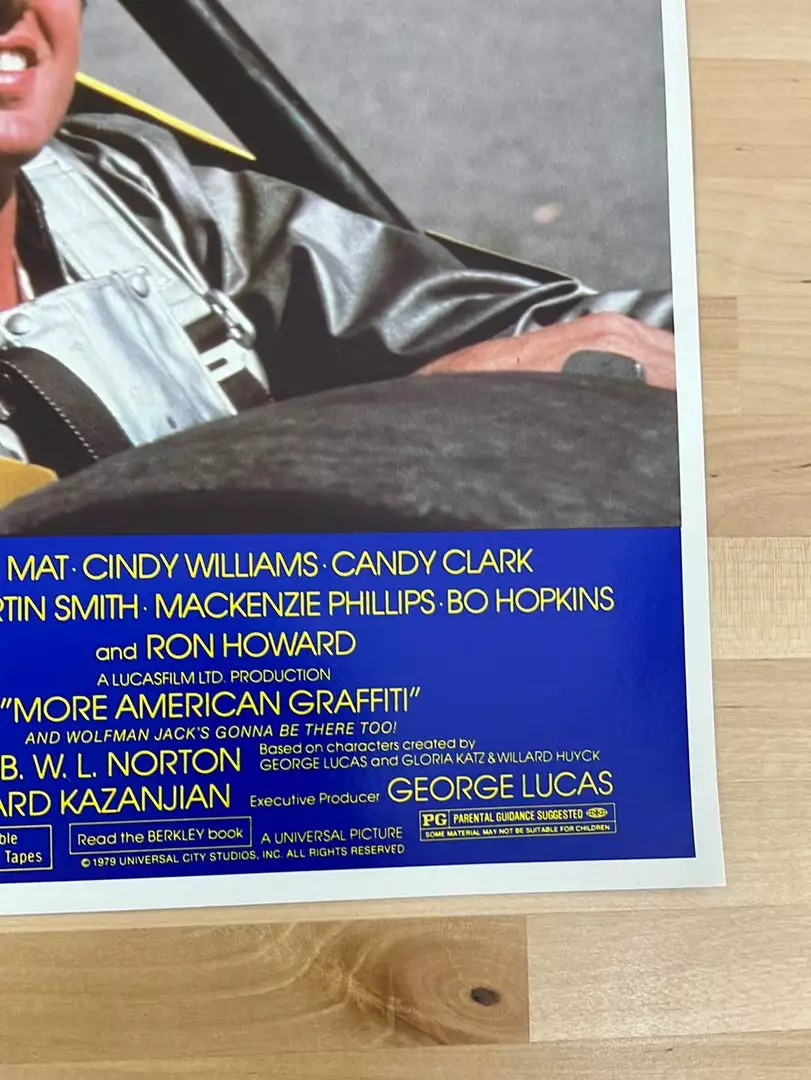 MAT · CINDY WILLIAMS · CANDY CLARK
RTIN SMITH · MACKENZIE PHILLIPS · BO HOPKINS
and RON HOWARD
A LUCASFILM LTD. PRODUCTION
"MORE AMERICAN GRAFFITI"
AND WOLFMAN JACK'S GONNA BE THERE TOO!
B. W. L. NORTON
Based on characters created by
GEORGE LUCAS and GLORIA KATZ & WILLARD HUYCK
ARD KAZANJIAN Executive Producer GEORGE LUCAS
ble
Tapes
Read the BERKLEY book
A UNIVERSAL PICTURE
© 1979 UNIVERSAL CITY STUDIOS, INC. ALL RIGHTS RESERVED
PG PARENTAL GUIDANCE SUGGESTED
SOME MATERIAL MAY NOT BE SUITABLE FOR CHILDREN